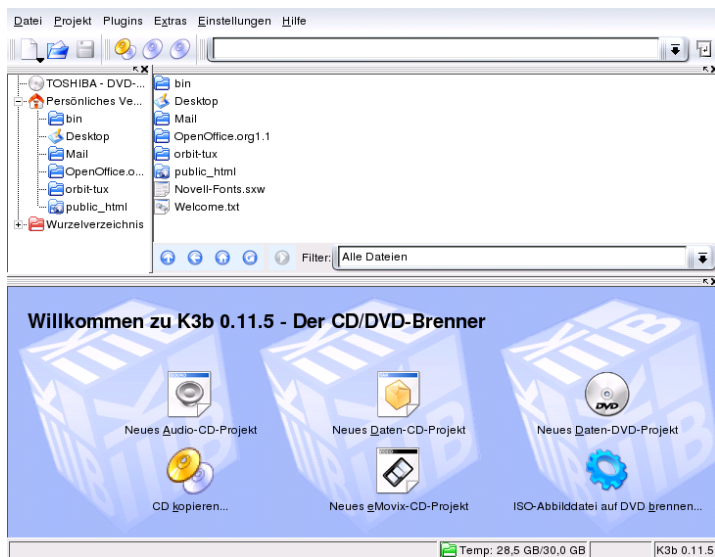 Datei Projekt Plugins Extras Einstellungen Hilfe
TOSHIBA - DVD-...
Persönliches Ve...
bin
Desktop
Mail
OpenOffice.o...
orbit-tux
public_html
Wurzelverzeichnis
bin
Desktop
Mail
OpenOffice.org1.1
orbit-tux
public_html
Novell-Fonts.sxw
Welcome.txt
Filter: Alle Dateien
Willkommen zu K3b 0.11.5 - Der CD/DVD-Brenner
Neues Audio-CD-Projekt
Neues Daten-CD-Projekt
DVD
Neues Daten-DVD-Projekt
CD kopieren...
Neues eMovix-CD-Projekt
ISO-Abbilddatei auf DVD brennen...
Temp: 28,5 GB/30,0 GB
K3b 0.11.5